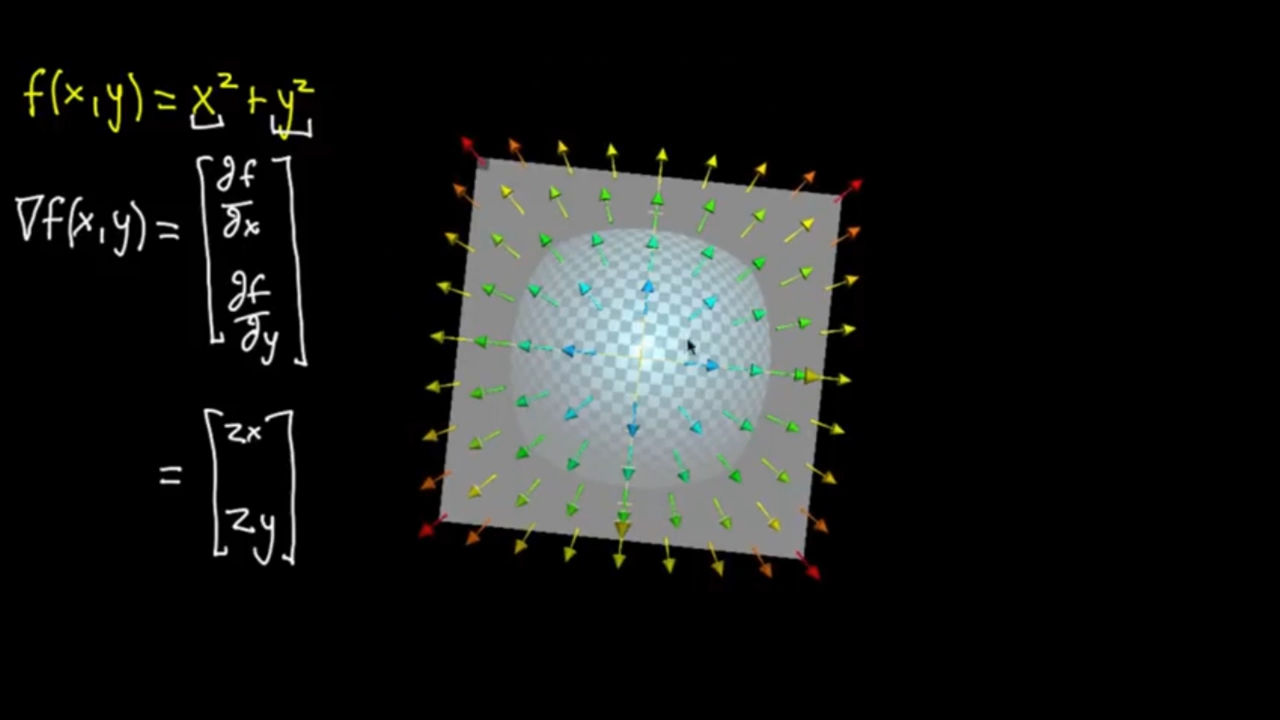 f(x,y) = x² + y²
∇f(x,y) = [∂f/∂x
∂f/∂y]
= [2x
2y]